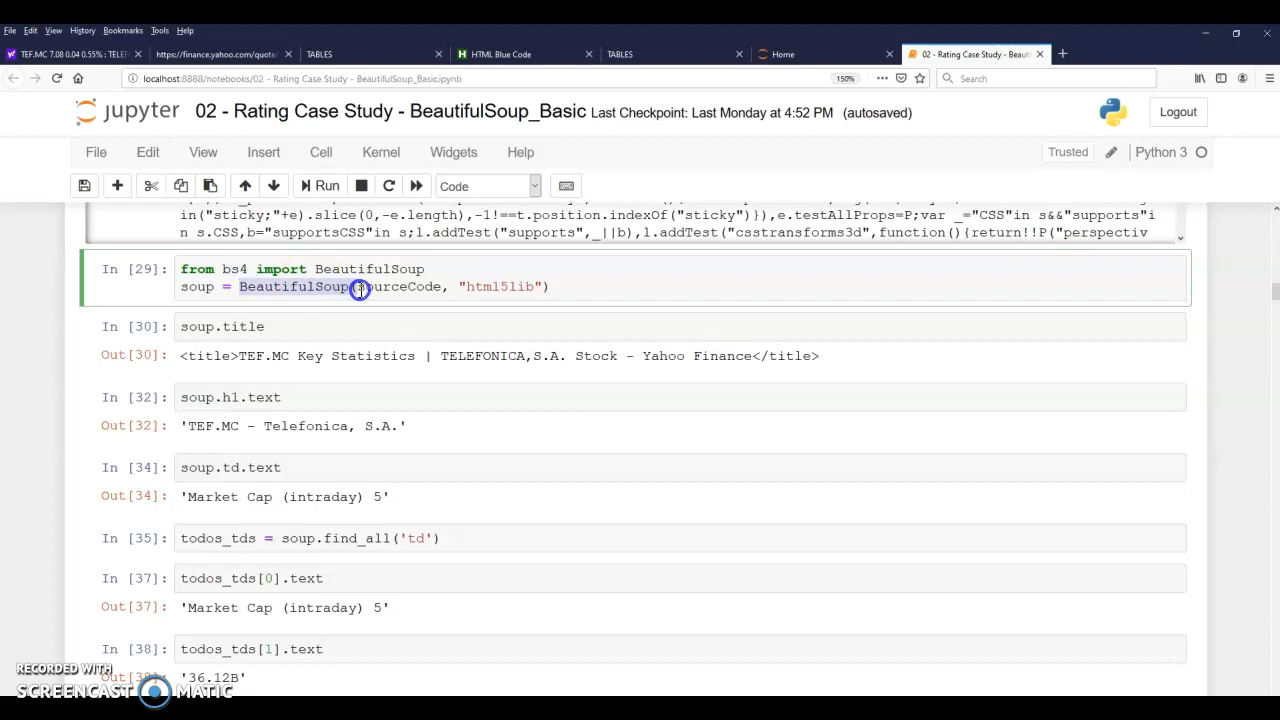 File Edit View History Bookmarks Tools Help
TEF.MC 7.08 0.04 0.55% : TELEF https://finance.yahoo.com/quote/ TABLES HTML Blue Code TABLES Home 02 - Rating Case Study - Beaut
localhost:8888/notebooks/02 - Rating Case Study - BeautifulSoup_Basic.ipynb 150% Search
jupyter 02 - Rating Case Study - BeautifulSoup_Basic Last Checkpoint: Last Monday at 4:52 PM (autosaved) Logout
File Edit View Insert Cell Kernel Widgets Help Trusted Python 3
Run Code
in("sticky;"+e).slice(0,-e.length),-1!==t.position.indexOf("sticky")}),e.testAllProps=P;var _="CSS"in s&&"supports"i
n s.CSS,b="supportsCSS"in s;l.addTest("supports",_||b),l.addTest("csstransforms3d",function(){return!!P("perspectiv
In [29]: from bs4 import BeautifulSoup
soup = BeautifulSoup(sourceCode, "html5lib")
In [30]: soup.title
Out[30]: <title>TEF.MC Key Statistics | TELEFONICA,S.A. Stock - Yahoo Finance</title>
In [32]: soup.h1.text
Out[32]: 'TEF.MC - Telefonica, S.A.'
In [34]: soup.td.text
Out[34]: 'Market Cap (intraday) 5'
In [35]: todos_tds = soup.find_all('td')
In [37]: todos_tds[0].text
Out[37]: 'Market Cap (intraday) 5'
In [38]: todos_tds[1].text
Out[38]: '36.12B'
RECORDED WITH
SCREENCAST MATIC